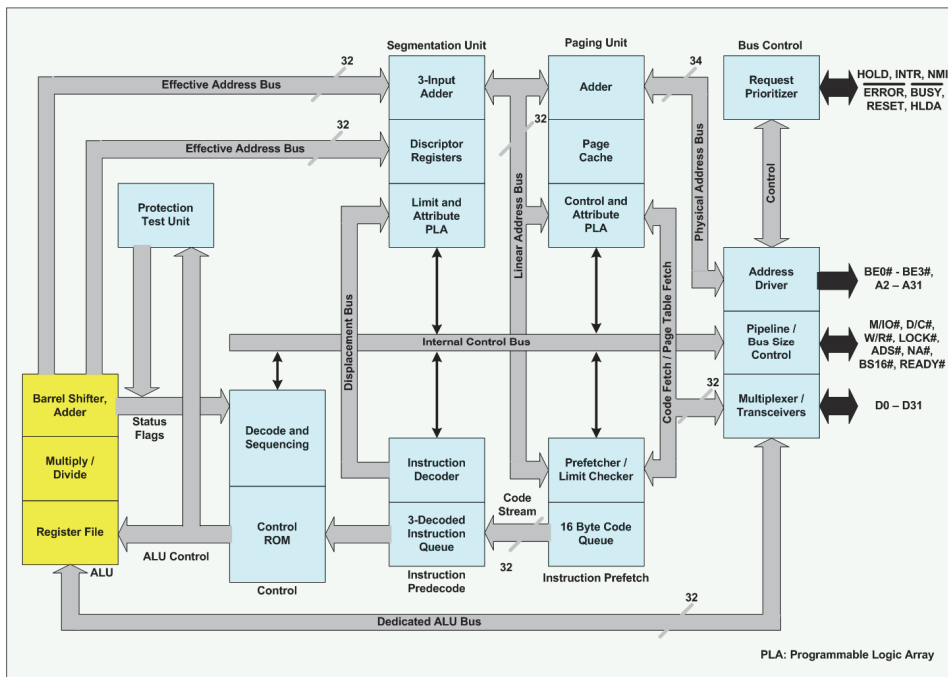 Segmentation Unit
Paging Unit
Bus Control
32
Effective Address Bus
3-Input
Adder
Adder
34
Request
Prioritizer
HOLD, INTR, NMI
ERROR, BUSY,
RESET, HLDA
32
Effective Address Bus
32
Discriptor
Registers
Page
Cache
Physical Address Bus
Control
Protection
Test Unit
Limit and
Attribute
PLA
Linear Address Bus
Control and
Attribute
PLA
Address
Driver
BE0# - BE3#,
A2 – A31
Displacement Bus
Internal Control Bus
Code Fetch / Page Table Fetch
Pipeline /
Bus Size
Control
M/IO#, D/C#,
W/R#, LOCK#,
ADS#, NA#,
BS16#, READY#
Barrel Shifter,
Adder
Status
Flags
32
Multiplexer /
Transceivers
D0 – D31
Multiply /
Divide
Decode and
Sequencing
Instruction
Decoder
Prefetcher /
Limit Checker
Register File
ALU
ALU Control
Control
ROM
Control
3-Decoded
Instruction
Queue
Instruction
Predecode
Code
Stream
32
16 Byte Code
Queue
Instruction Prefetch
Dedicated ALU Bus
32
PLA: Programmable Logic Array